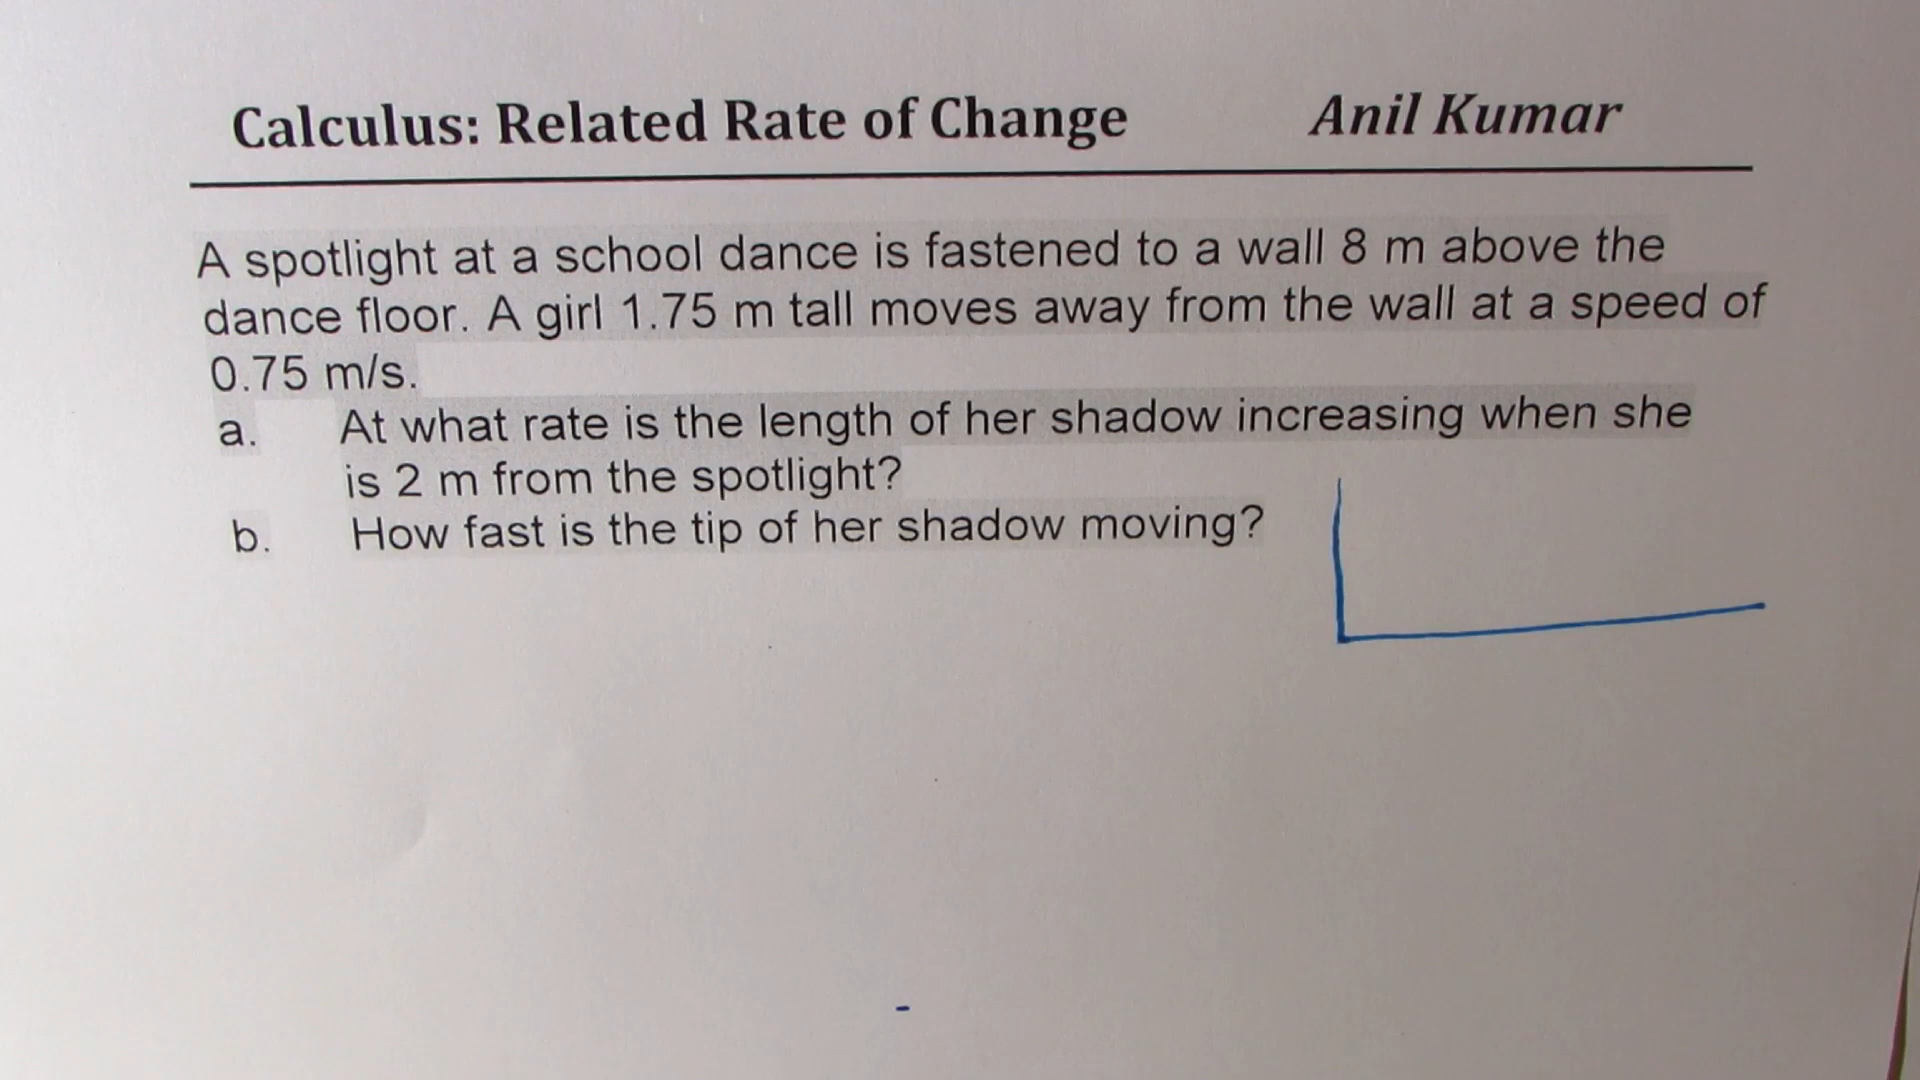 Calculus: Related Rate of Change Anil Kumar
A spotlight at a school dance is fastened to a wall 8 m above the
dance floor. A girl 1.75 m tall moves away from the wall at a speed of
0.75 m/s.
a. At what rate is the length of her shadow increasing when she
is 2 m from the spotlight?
b. How fast is the tip of her shadow moving?